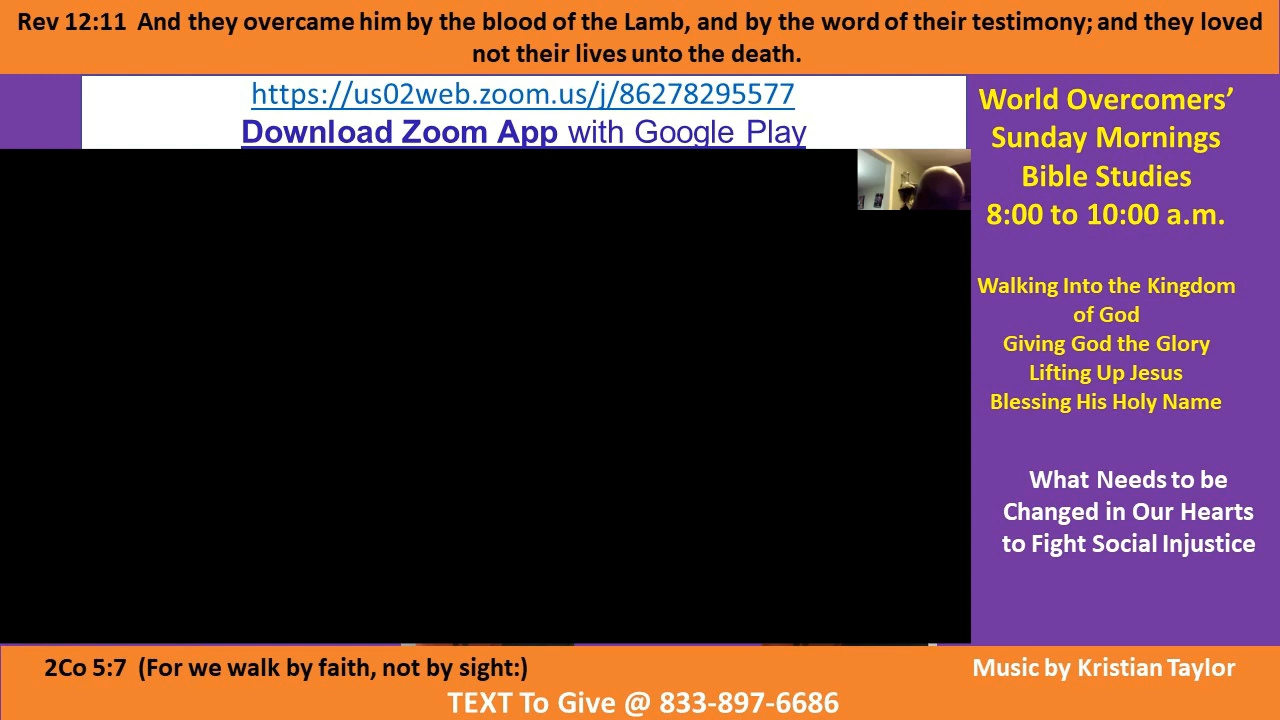 Rev 12:11 And they overcame him by the blood of the Lamb, and by the word of their testimony; and they loved
not their lives unto the death.
https://us02web.zoom.us/j/86278295577
Download Zoom App with Google Play
World Overcomers’
Sunday Mornings
Bible Studies
8:00 to 10:00 a.m.
Walking Into the Kingdom
of God
Giving God the Glory
Lifting Up Jesus
Blessing His Holy Name
What Needs to be
Changed in Our Hearts
to Fight Social Injustice
2Co 5:7 (For we walk by faith, not by sight:)
Music by Kristian Taylor
TEXT To Give @ 833-897-6686